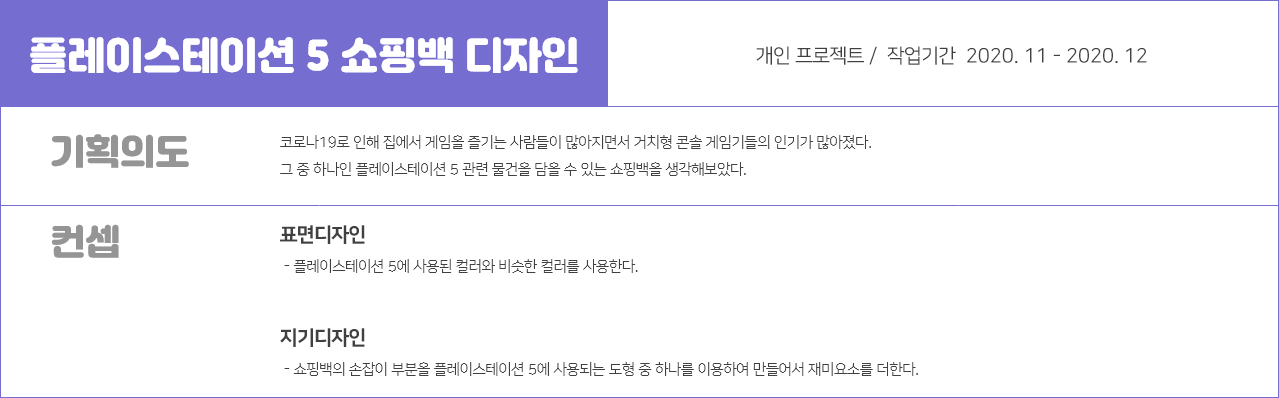 플레이스테이션 5 쇼핑백 디자인
개인 프로젝트 / 작업기간 2020. 11 - 2020. 12
기획의도
코로나19로 인해 집에서 게임을 즐기는 사람들이 많아지면서 거치형 콘솔 게임기들의 인기가 많아졌다.
그 중 하나인 플레이스테이션 5 관련 물건을 담을 수 있는 쇼핑백을 생각해보았다.
컨셉
표면디자인
- 플레이스테이션 5에 사용된 컬러와 비슷한 컬러를 사용한다.
지기디자인
- 쇼핑백의 손잡이 부분을 플레이스테이션 5에 사용되는 도형 중 하나를 이용하여 만들어서 재미요소를 더한다.